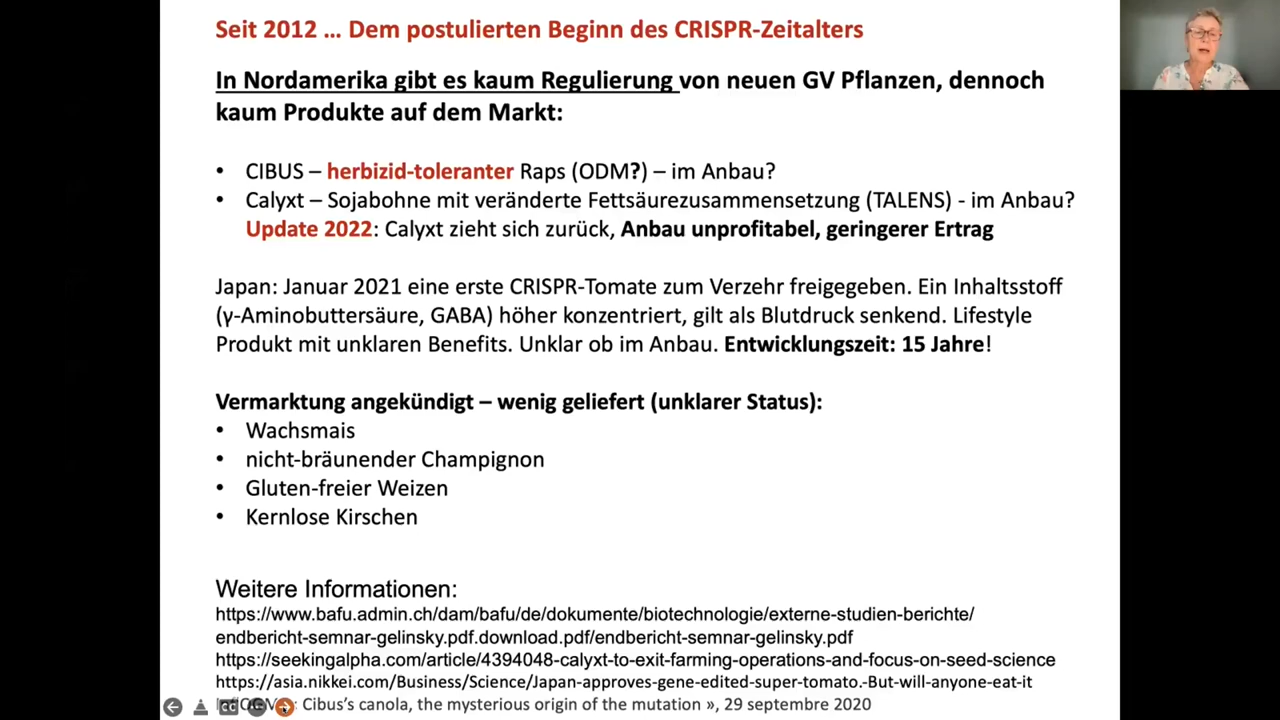 Seit 2012 … Dem postulierten Beginn des CRISPR-Zeitalters
In Nordamerika gibt es kaum Regulierung von neuen GV Pflanzen, dennoch
kaum Produkte auf dem Markt:
• CIBUS – herbizid-toleranter Raps (ODM?) – im Anbau?
• Calyxt – Sojabohne mit veränderte Fettsäurezusammensetzung (TALENS) - im Anbau?
Update 2022: Calyxt zieht sich zurück, Anbau unprofitabel, geringerer Ertrag
Japan: Januar 2021 eine erste CRISPR-Tomate zum Verzehr freigegeben. Ein Inhaltsstoff
(γ-Aminobuttersäure, GABA) höher konzentriert, gilt als Blutdruck senkend. Lifestyle
Produkt mit unklaren Benefits. Unklar ob im Anbau. Entwicklungszeit: 15 Jahre!
Vermarktung angekündigt – wenig geliefert (unklarer Status):
• Wachsmais
• nicht-bräunender Champignon
• Gluten-freier Weizen
• Kernlose Kirschen
Weitere Informationen:
https://www.bafu.admin.ch/dam/bafu/de/dokumente/biotechnologie/externe-studien-berichte/
endbericht-semnar-gelinsky.pdf.download.pdf/endbericht-semnar-gelinsky.pdf
https://seekingalpha.com/article/4394048-calyxt-to-exit-farming-operations-and-focus-on-seed-science
https://asia.nikkei.com/Business/Science/Japan-approves-gene-edited-super-tomato.-But-will-anyone-eat-it
: Cibus's canola, the mysterious origin of the mutation », 29 septembre 2020